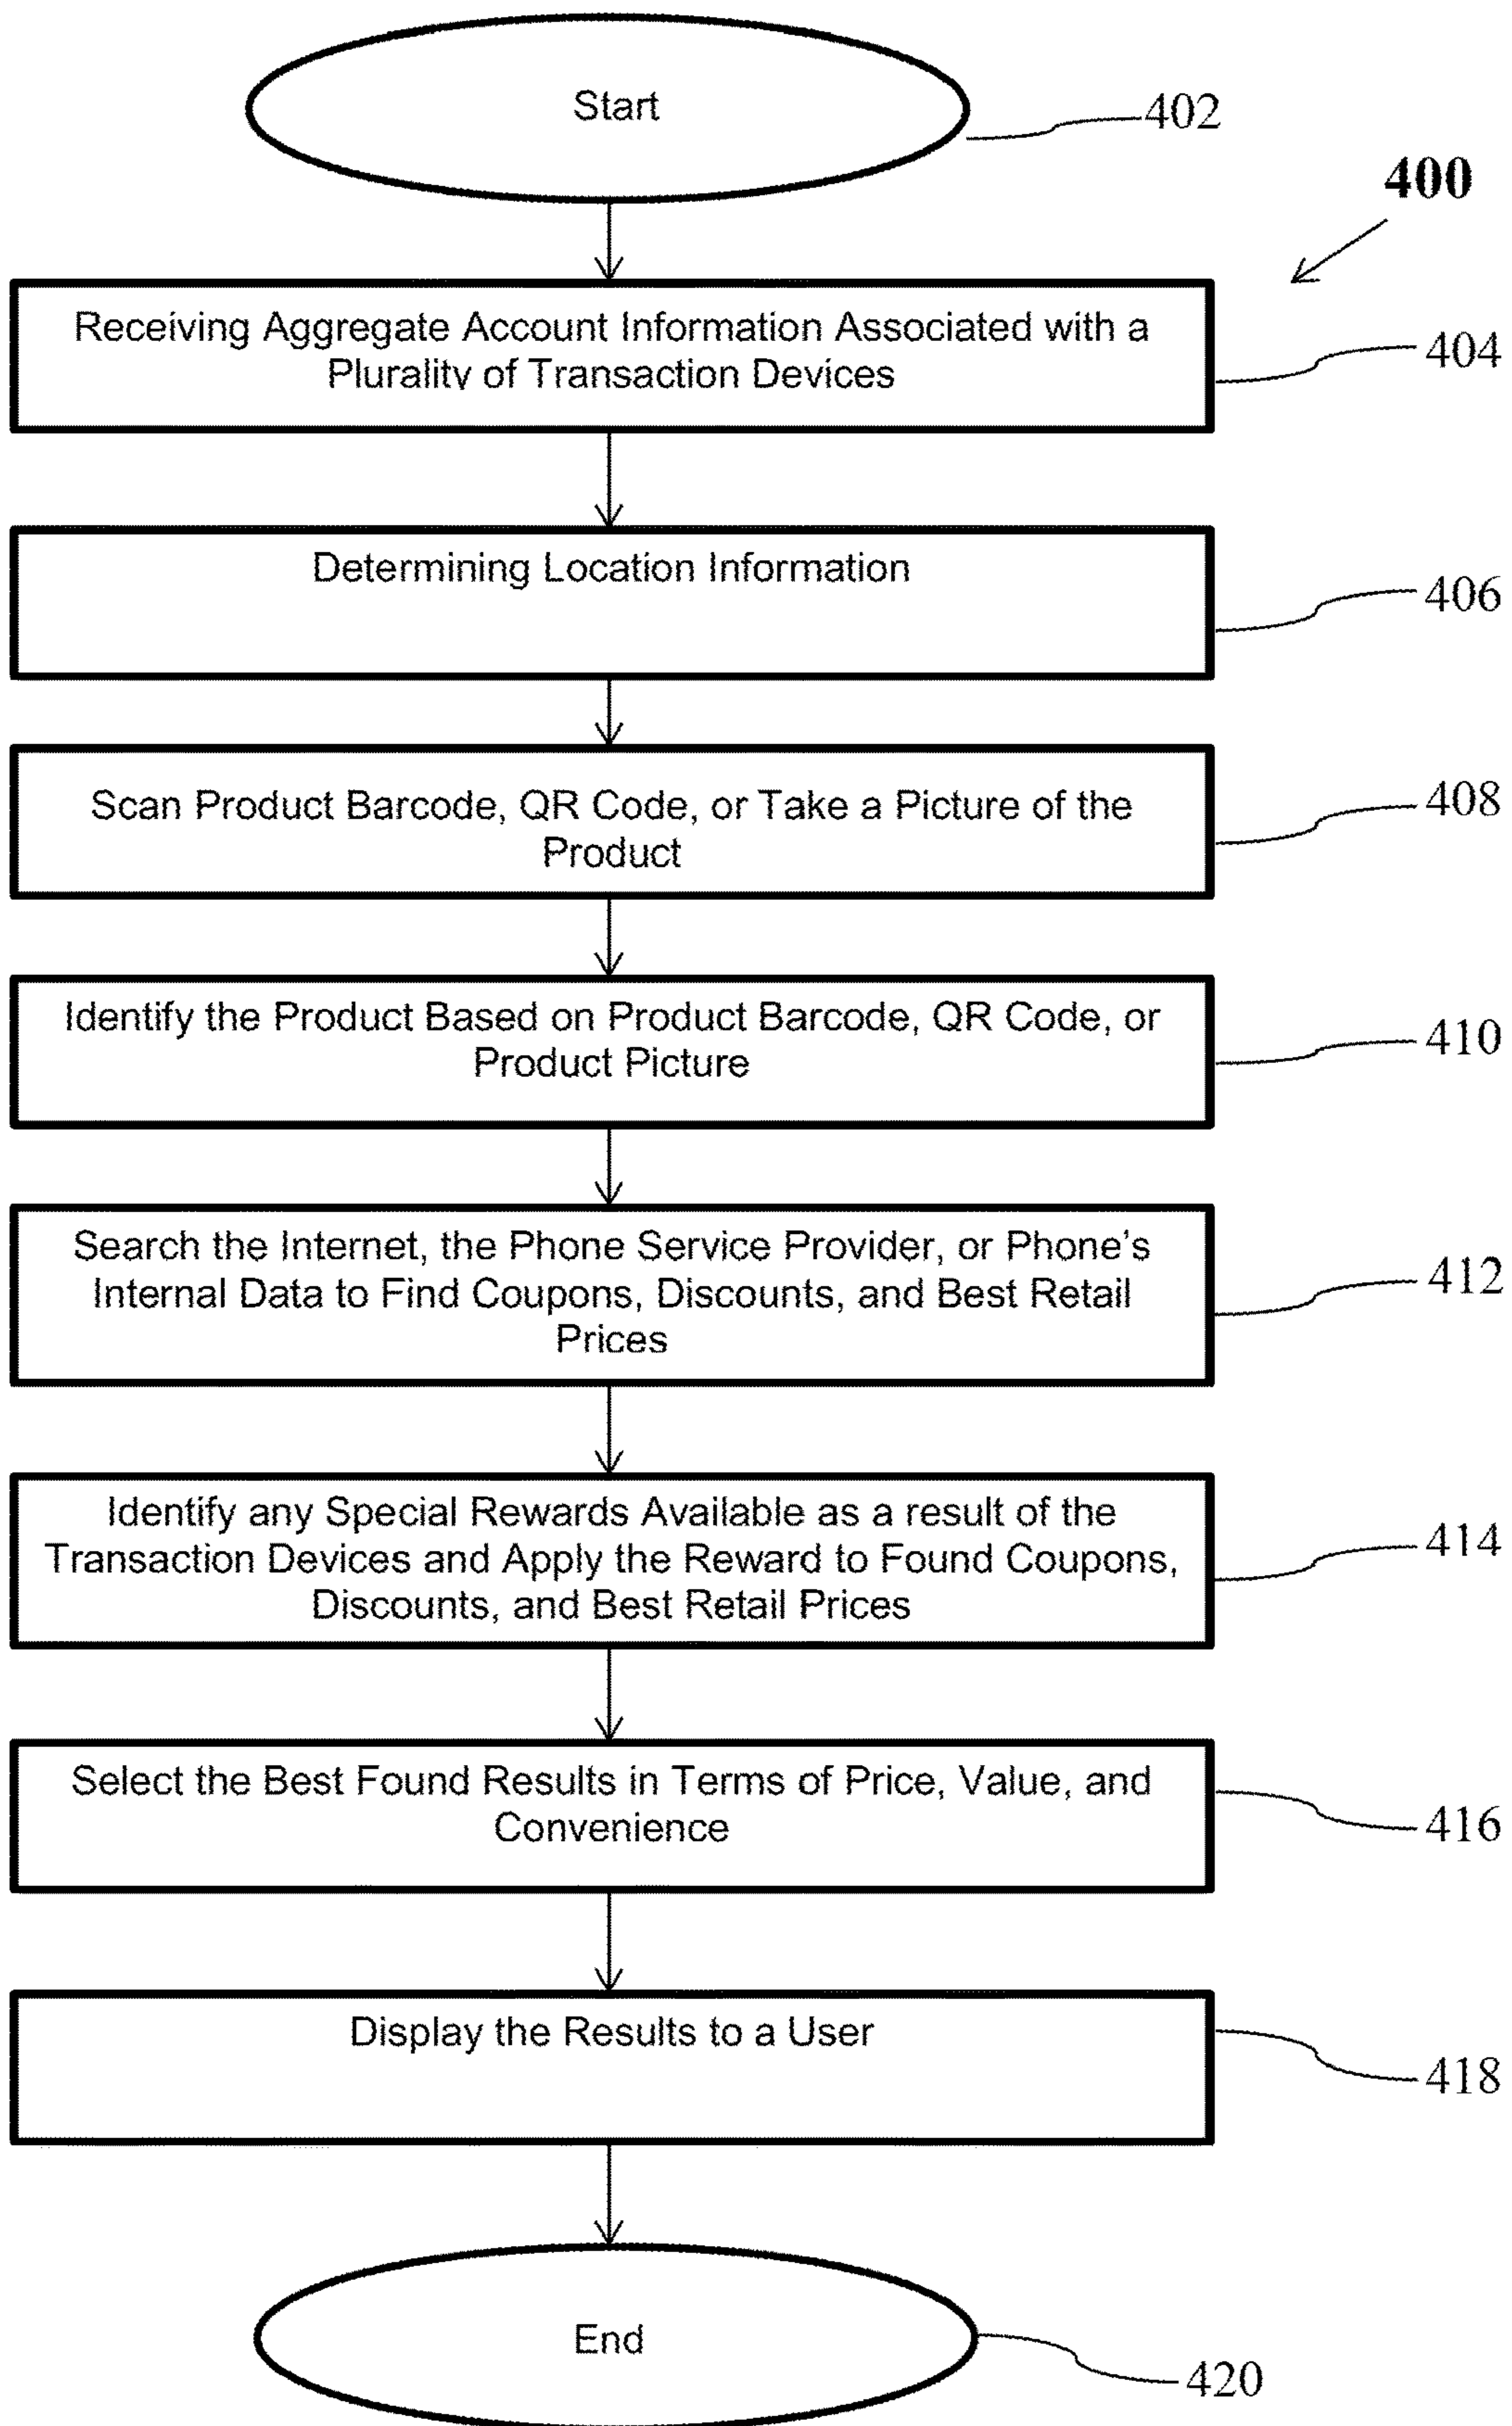 Start
402
400
Receiving Aggregate Account Information Associated with a
Plurality of Transaction Devices
404
Determining Location Information
406
Scan Product Barcode, QR Code, or Take a Picture of the
Product
408
Identify the Product Based on Product Barcode, QR Code, or
Product Picture
410
Search the Internet, the Phone Service Provider, or Phone's
Internal Data to Find Coupons, Discounts, and Best Retail
Prices
412
Identify any Special Rewards Available as a result of the
Transaction Devices and Apply the Reward to Found Coupons,
Discounts, and Best Retail Prices
414
Select the Best Found Results in Terms of Price, Value, and
Convenience
416
Display the Results to a User
418
End
420